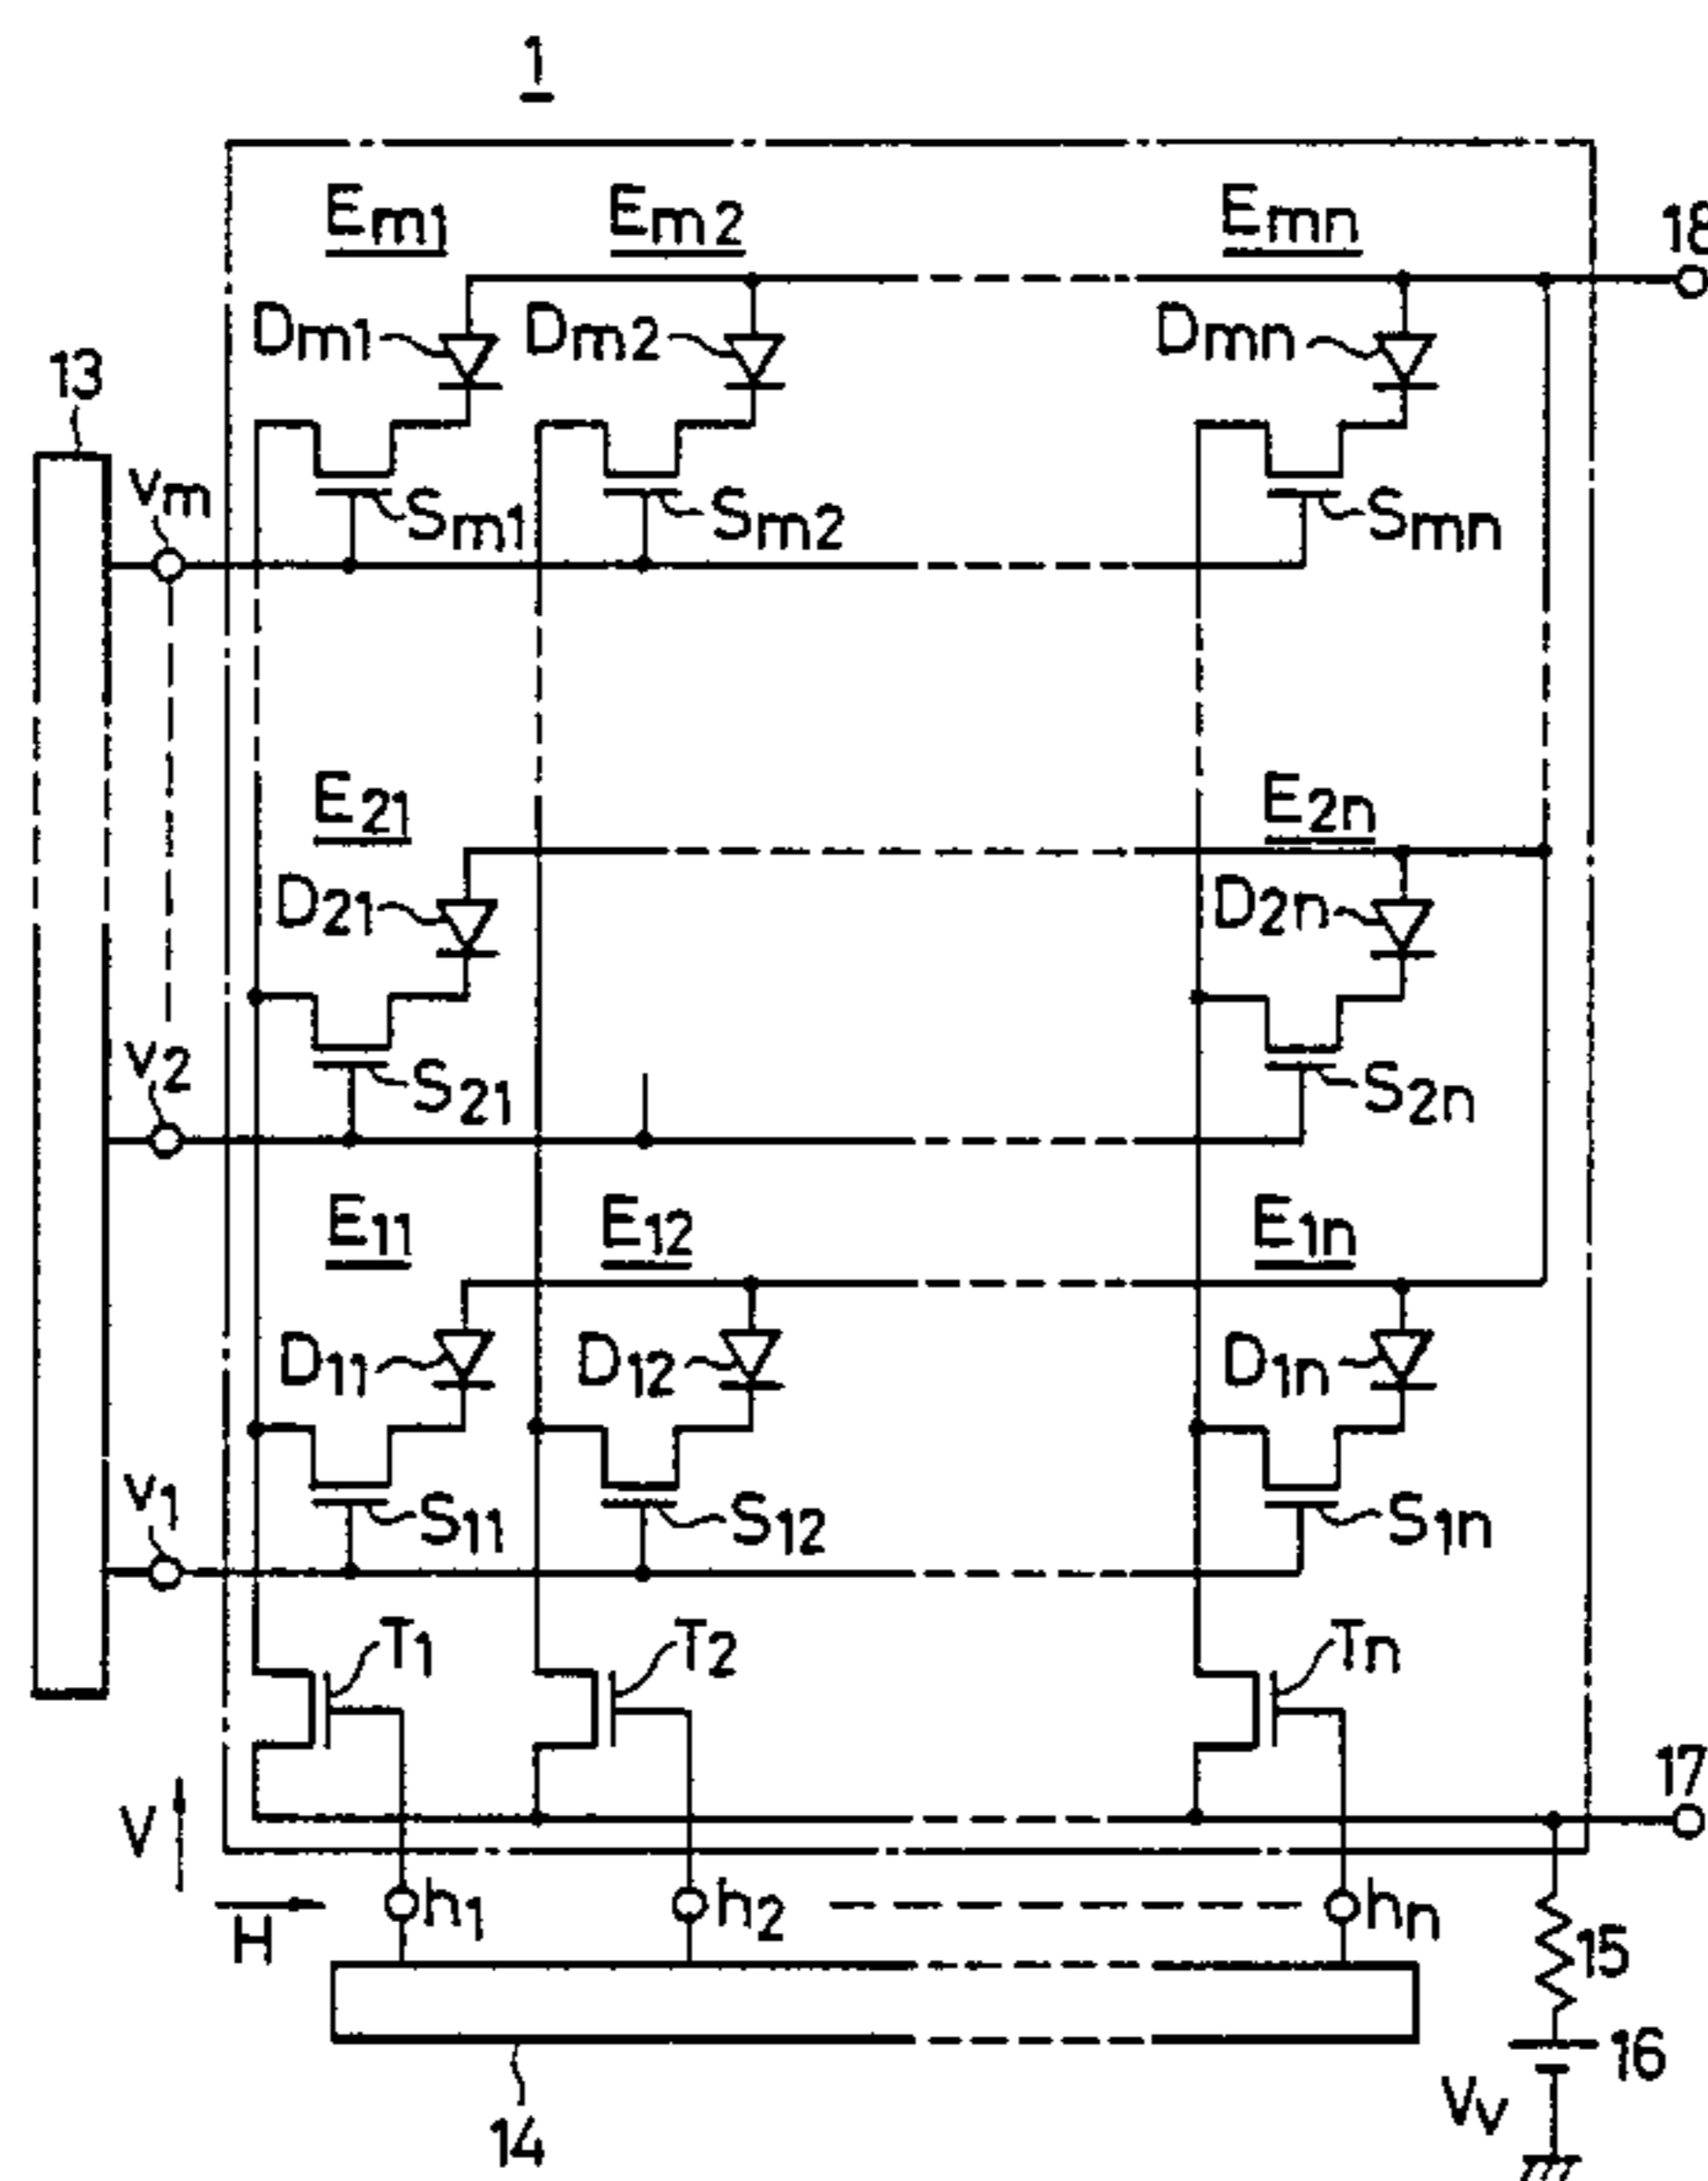 1
Em1 Em2 Emn
18
Dm1 Dm2 Dmn
13
vm
Sm1 Sm2 Smn
E21 E2n
D21 D2n
v2
S21 S2n
E11 E12 E1n
D11 D12 D1n
v1
S11 S12 S1n
T1 T2 Tn
17
V
H
h1 h2 hn
15
16
Vv
14